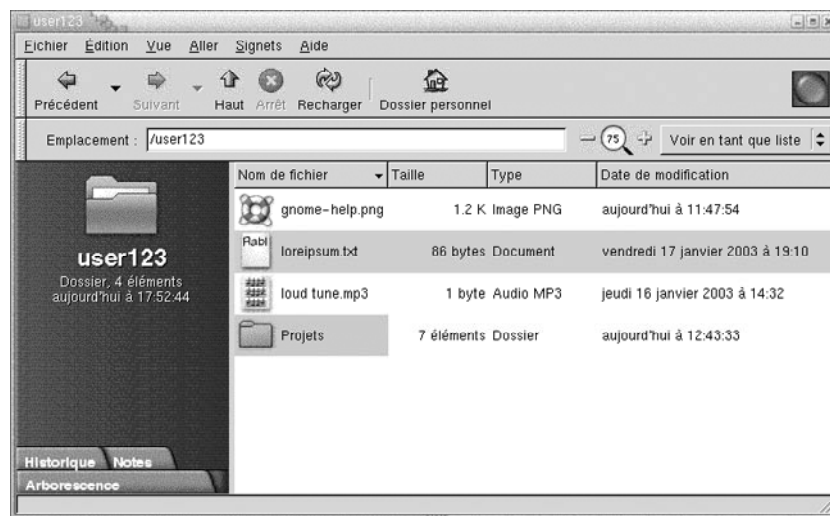 user123
Fichier Édition Vue Aller Signets Aide
Précédent Suivant Haut Arrêt Recharger Dossier personnel
Emplacement : /user123 75 Voir en tant que liste
Nom de fichier Taille Type Date de modification
gnome-help.png 1.2 K Image PNG aujourd'hui à 11:47:54
Rabl
loreipsum.txt 86 bytes Document vendredi 17 janvier 2003 à 19:10
loud tune.mp3 1 byte Audio MP3 jeudi 16 janvier 2003 à 14:32
Projets 7 éléments Dossier aujourd'hui à 12:43:33
user123
Dossier, 4 éléments
aujourd'hui à 17:52:44
Historique Notes
Arborescence